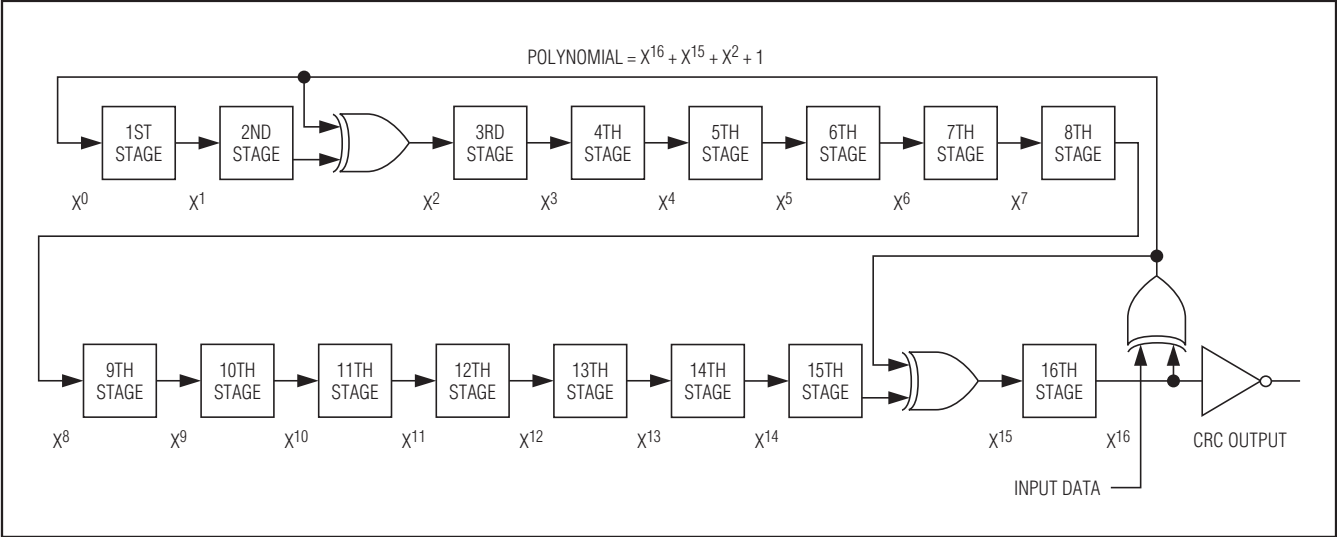 POLYNOMIAL = X16 + X15 + X2 + 1
1ST STAGE
2ND STAGE
3RD STAGE
4TH STAGE
5TH STAGE
6TH STAGE
7TH STAGE
8TH STAGE
X0 X1 X2 X3 X4 X5 X6 X7
9TH STAGE
10TH STAGE
11TH STAGE
12TH STAGE
13TH STAGE
14TH STAGE
15TH STAGE
16TH STAGE
X8 X9 X10 X11 X12 X13 X14 X15 X16
CRC OUTPUT
INPUT DATA